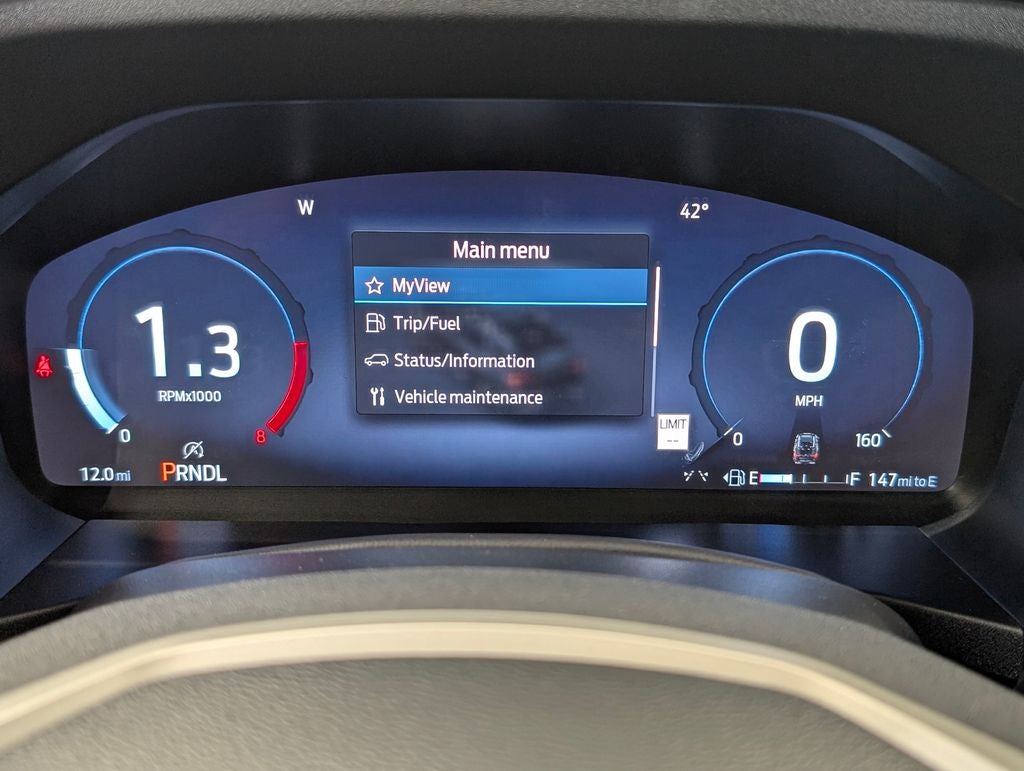 W
42°
Main menu
MyView
Trip/Fuel
Status/Information
Vehicle maintenance
1.3
RPMx1000
0
8
12.0 mi
PRNDL
0
MPH
0
160
LIMIT
--
E
F
147 mi to E